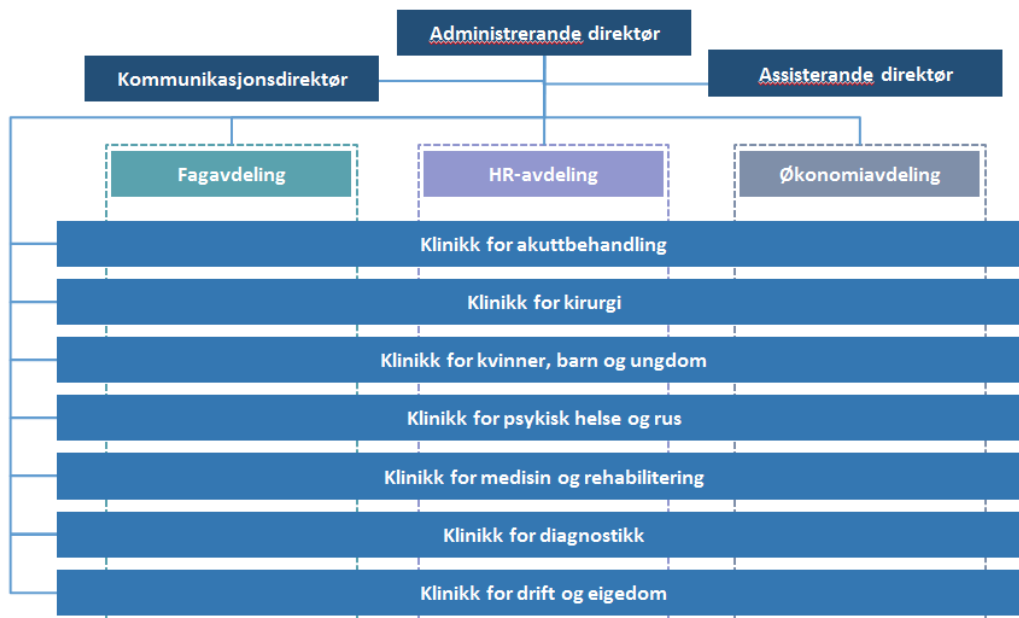 Administrerande direktør
Kommunikasjonsdirektør
Assisterande direktør
Fagavdeling
HR-avdeling
Økonomiavdeling
Klinikk for akuttbehandling
Klinikk for kirurgi
Klinikk for kvinner, barn og ungdom
Klinikk for psykisk helse og rus
Klinikk for medisin og rehabilitering
Klinikk for diagnostikk
Klinikk for drift og eigedom